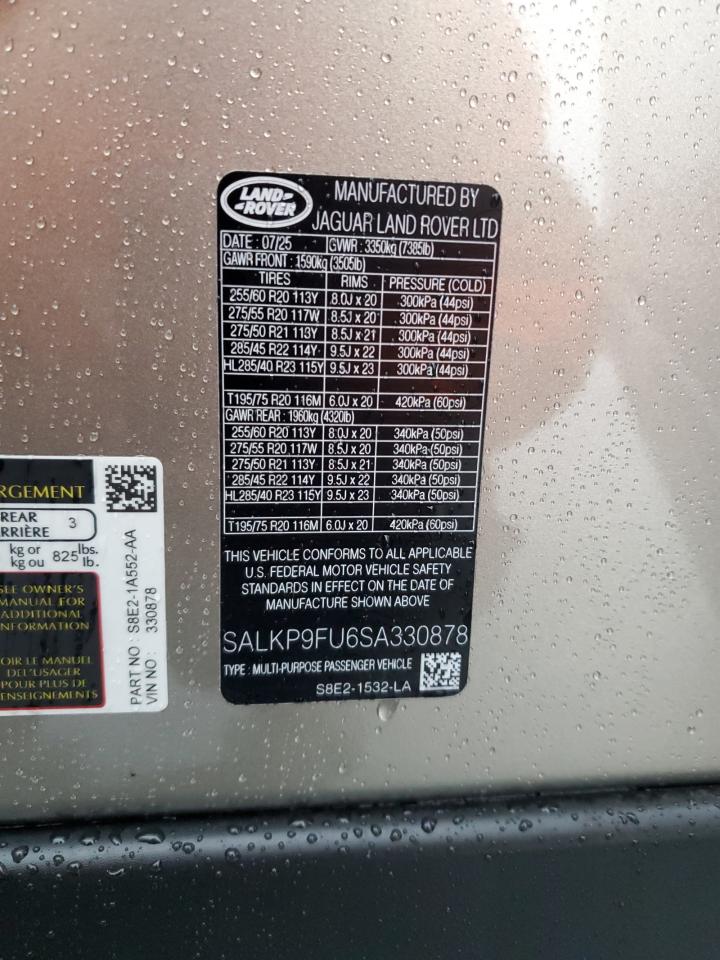 LAND-
-ROVER
MANUFACTURED BY
JAGUAR LAND ROVER LTD
DATE : 07/25 GVWR : 3350kg (7385lb)
GAWR FRONT : 1590kg (3505lb)
TIRES RIMS PRESSURE (COLD)
255/60 R20 113Y 8.0J x 20 300kPa (44psi)
275/55 R20 117W 8.5J x 20 300kPa (44psi)
275/50 R21 113Y 8.5J x 21 300kPa (44psi)
285/45 R22 114Y 9.5J x 22 300kPa (44psi)
HL285/40 R23 115Y 9.5J x 23 300kPa (44psi)
T195/75 R20 116M 6.0J x 20 420kPa (60psi)
GAWR REAR : 1960kg (4320lb)
255/60 R20 113Y 8.0J x 20 340kPa (50psi)
275/55 R20 117W 8.5J x 20 340kPa (50psi)
275/50 R21 113Y 8.5J x 21 340kPa (50psi)
285/45 R22 114Y 9.5J x 22 340kPa (50psi)
HL285/40 R23 115Y 9.5J x 23 340kPa (50psi)
T195/75 R20 116M 6.0J x 20 420kPa (60psi)
THIS VEHICLE CONFORMS TO ALL APPLICABLE
U.S. FEDERAL MOTOR VEHICLE SAFETY
STANDARDS IN EFFECT ON THE DATE OF
MANUFACTURE SHOWN ABOVE
SALKP9FU6SA330878
TYPE : MULTI-PURPOSE PASSENGER VEHICLE
S8E2-1532-LA
RGEMENT
REAR 3
RRIÈRE
kg or 825 lbs.
kg ou lb.
SEE OWNER'S
MANUAL FOR
ADDITIONAL
INFORMATION
OIR LE MANUEL
DE L'USAGER
POUR PLUS DE
ENSEIGNEMENTS
PART NO : S8E2-1A552-AA
VIN NO : 330878